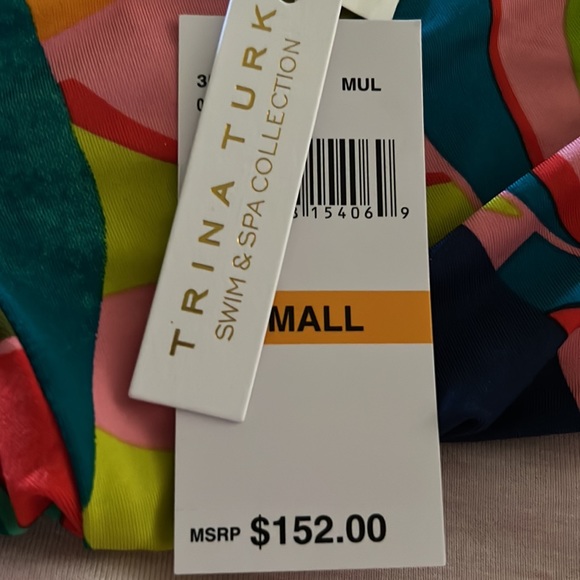 TRINA TURK
SWIM & SPA COLLECTION
MUL
15406 9
MALL
MSRP $152.00